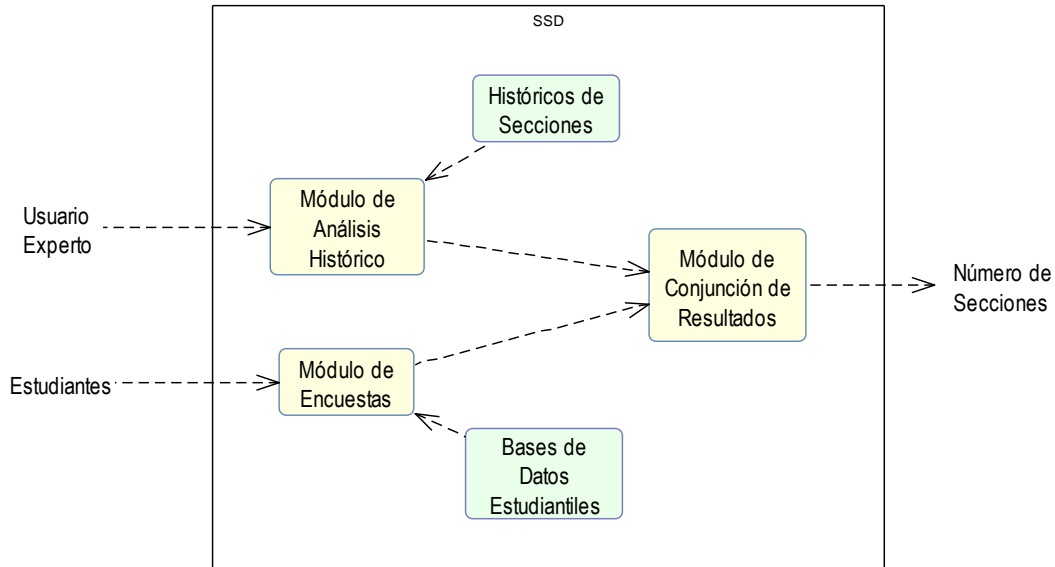 SSD
Históricos de
Secciones
Módulo de
Análisis
Histórico
Usuario
Experto
Módulo de
Conjunción de
Resultados
Número de
Secciones
Módulo de
Encuestas
Estudiantes
Bases de
Datos
Estudiantiles